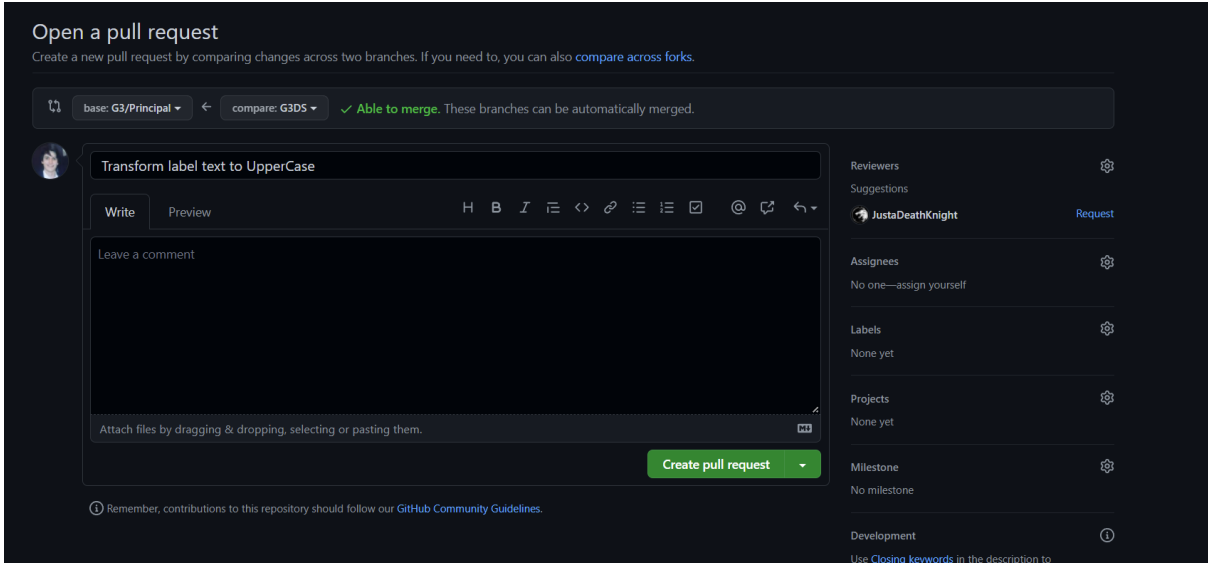 Open a pull request
Create a new pull request by comparing changes across two branches. If you need to, you can also compare across forks.
base: G3/Principal
compare: G3DS
Able to merge. These branches can be automatically merged.
Transform label text to UpperCase
Write
Preview
Leave a comment
Attach files by dragging & dropping, selecting or pasting them.
Create pull request
Remember, contributions to this repository should follow our GitHub Community Guidelines.
Reviewers
Suggestions
JustaDeathKnight
Request
Assignees
No one—assign yourself
Labels
None yet
Projects
None yet
Milestone
No milestone
Development
Use Closing keywords in the description to